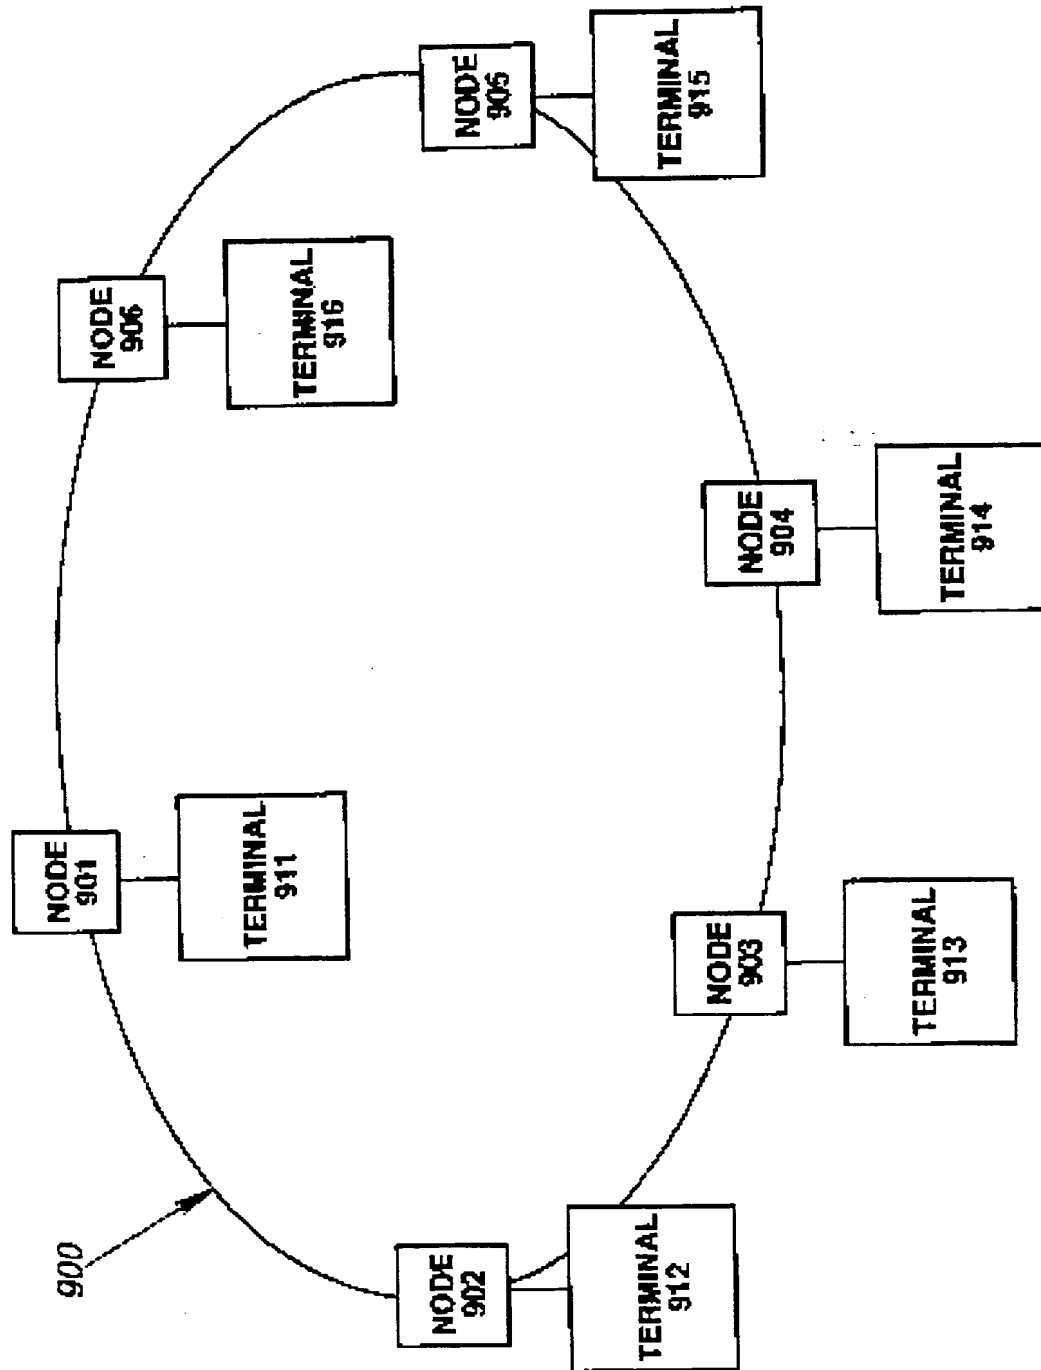 900
NODE
901
TERMINAL
911
NODE
902
TERMINAL
912
NODE
903
TERMINAL
913
NODE
904
TERMINAL
914
NODE
905
TERMINAL
915
NODE
906
TERMINAL
916